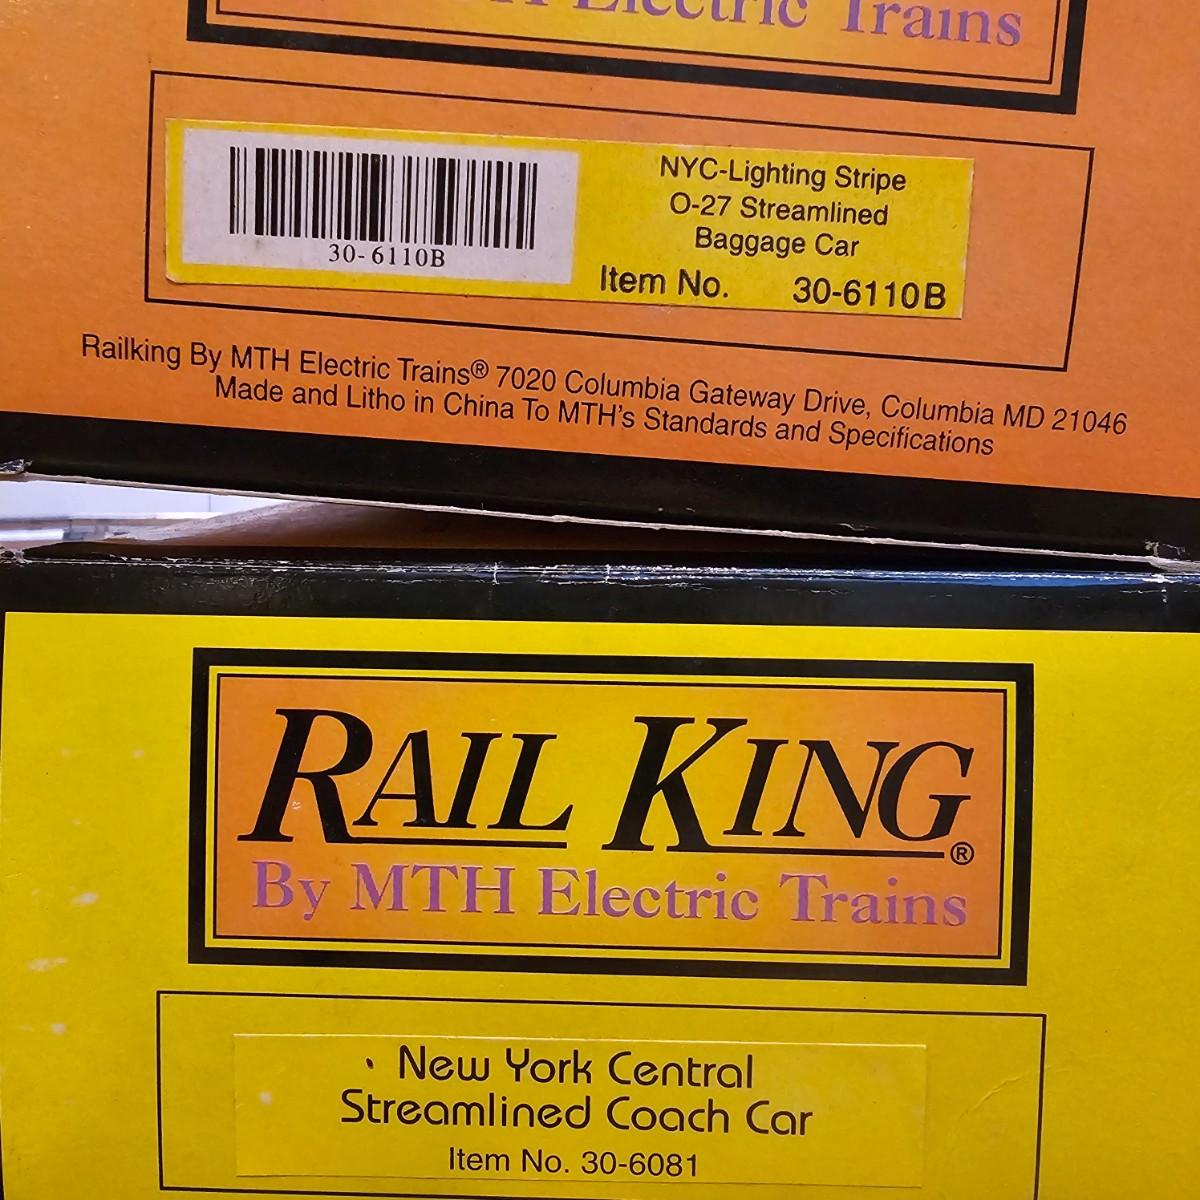 Electric Trains
NYC-Lighting Stripe
O-27 Streamlined
Baggage Car
30-6110B
Item No. 30-6110B
Railking By MTH Electric Trains® 7020 Columbia Gateway Drive, Columbia MD 21046
Made and Litho in China To MTH's Standards and Specifications
RAIL KING®
By MTH Electric Trains
New York Central
Streamlined Coach Car
Item No. 30-6081